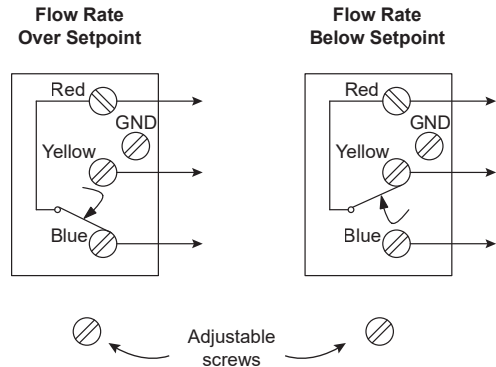 Flow Rate
Over Setpoint
Flow Rate
Below Setpoint
Red
GND
Yellow
Blue
Red
GND
Yellow
Blue
Adjustable
screws